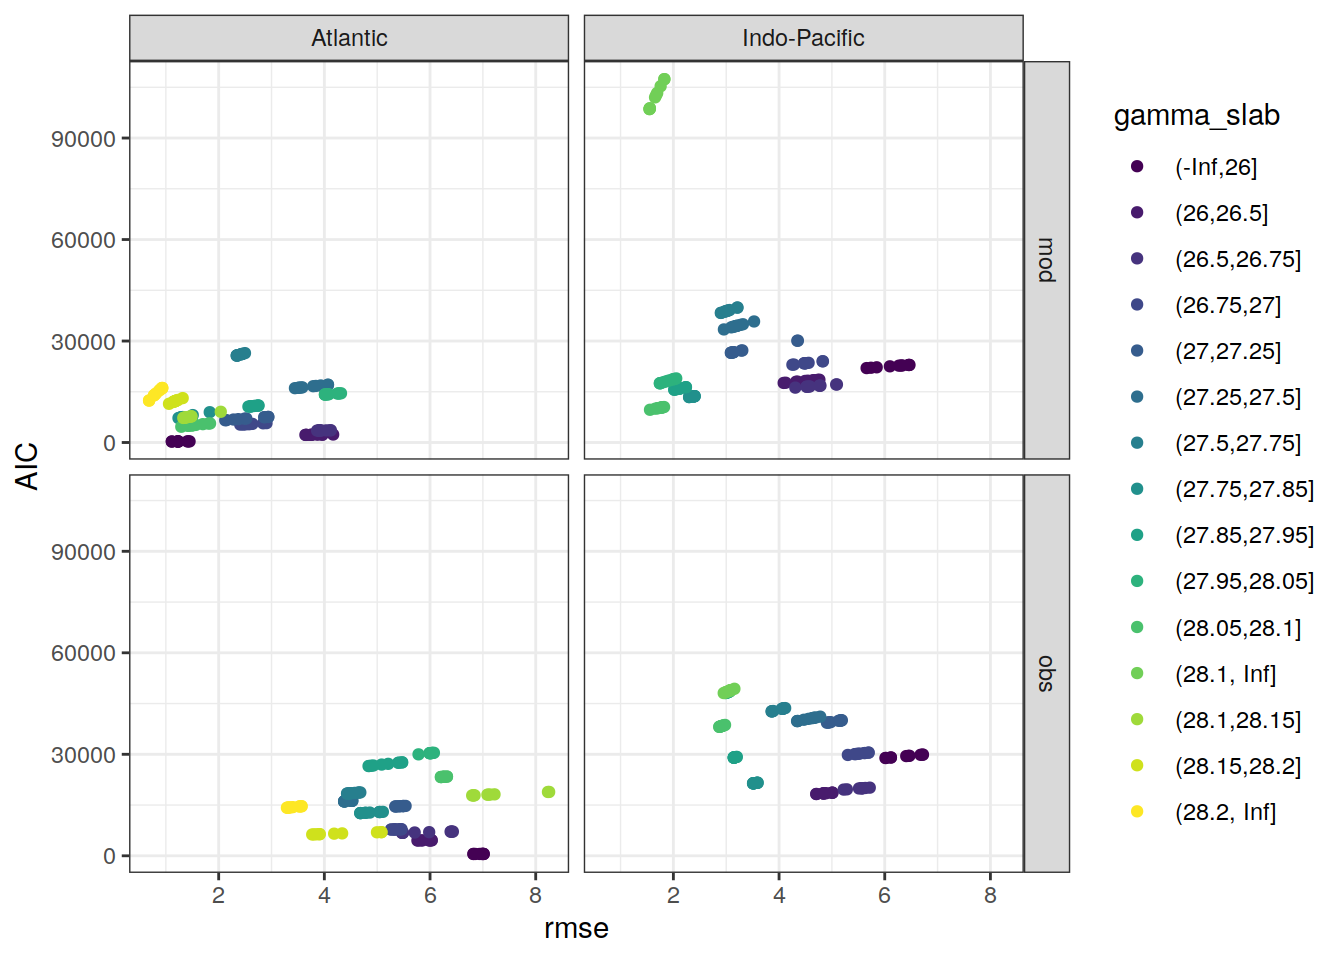 Atlantic
Indo-Pacific
90000
60000
30000
0
mod
90000
60000
30000
0
obs
2
4
6
8
2
4
6
8
rmse
AIC
gamma_slab
(-Inf,26]
(26,26.5]
(26.5,26.75]
(26.75,27]
(27,27.25]
(27.25,27.5]
(27.5,27.75]
(27.75,27.85]
(27.85,27.95]
(27.95,28.05]
(28.05,28.1]
(28.1, Inf]
(28.1,28.15]
(28.15,28.2]
(28.2, Inf]